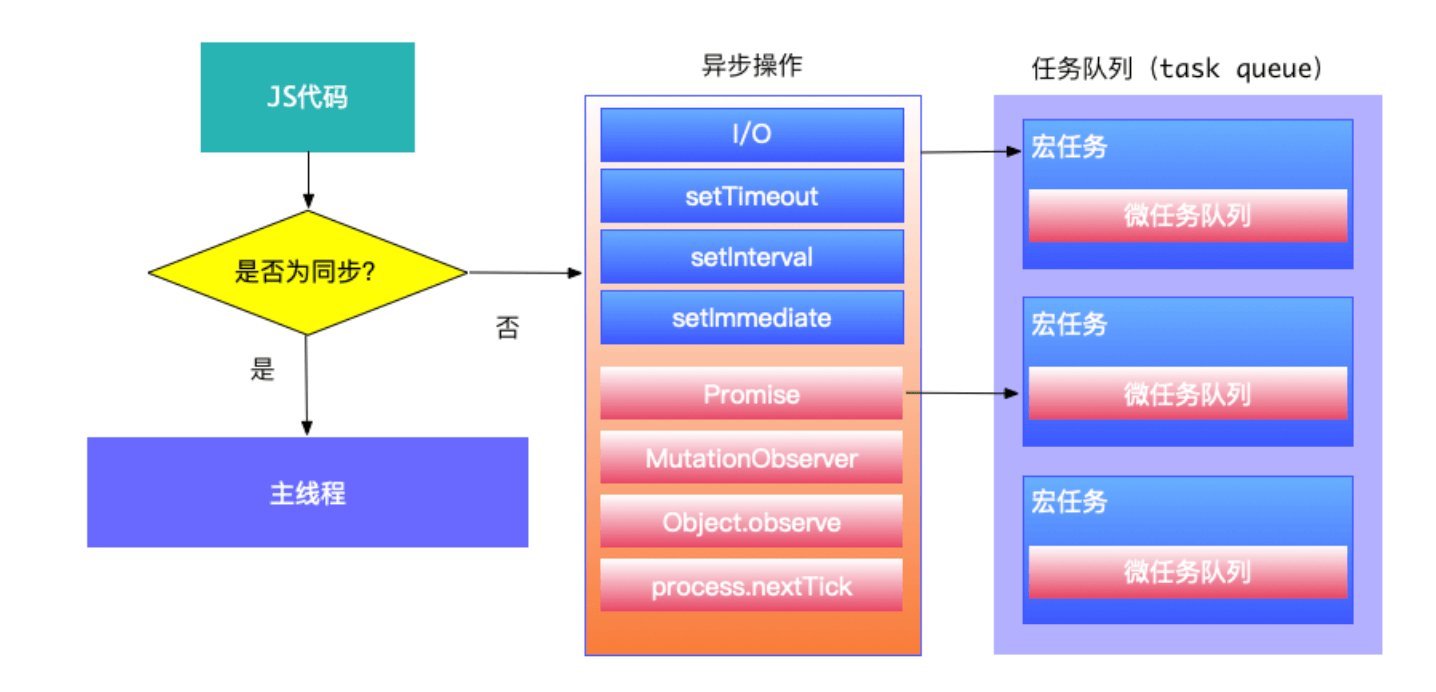 JS代码
是否为同步?
否
是
主线程
异步操作
I/O
setTimeout
setInterval
setImmediate
Promise
MutationObserver
Object.observe
process.nextTick
任务队列（task queue）
宏任务
微任务队列
宏任务
微任务队列
宏任务
微任务队列